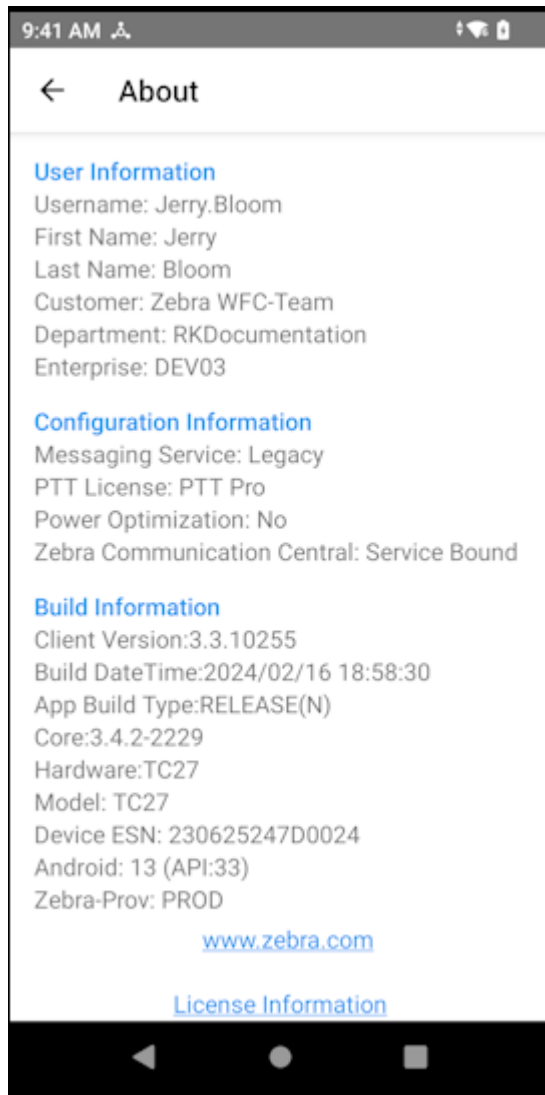 9:41 AM
About
User Information
Username: Jerry.Bloom
First Name: Jerry
Last Name: Bloom
Customer: Zebra WFC-Team
Department: RKDocumentation
Enterprise: DEV03
Configuration Information
Messaging Service: Legacy
PTT License: PTT Pro
Power Optimization: No
Zebra Communication Central: Service Bound
Build Information
Client Version:3.3.10255
Build DateTime:2024/02/16 18:58:30
App Build Type:RELEASE(N)
Core:3.4.2-2229
Hardware:TC27
Model: TC27
Device ESN: 230625247D0024
Android: 13 (API:33)
Zebra-Prov: PROD
www.zebra.com
License Information